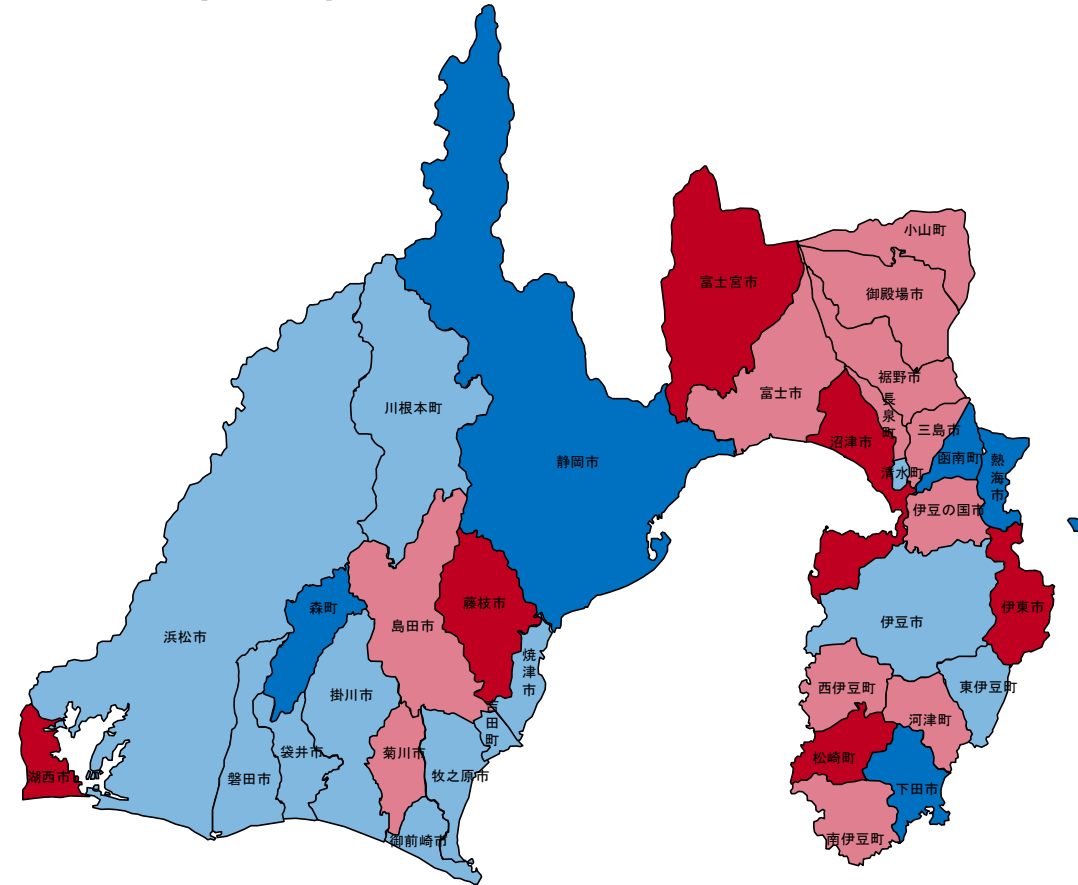 小山町
富士宮市
御殿場市
裾野市
富士市
長泉町
川根本町
三島市
沼津市
函南町
静岡市
熱海市
清水町
伊豆の国市
藤枝市
森町
伊東市
島田市
伊豆市
浜松市
焼津市
西伊豆町
東伊豆町
掛川市
吉田町
河津町
袋井市
菊川市
松崎町
湖西市
磐田市
牧之原市
下田市
御前崎市
南伊豆町